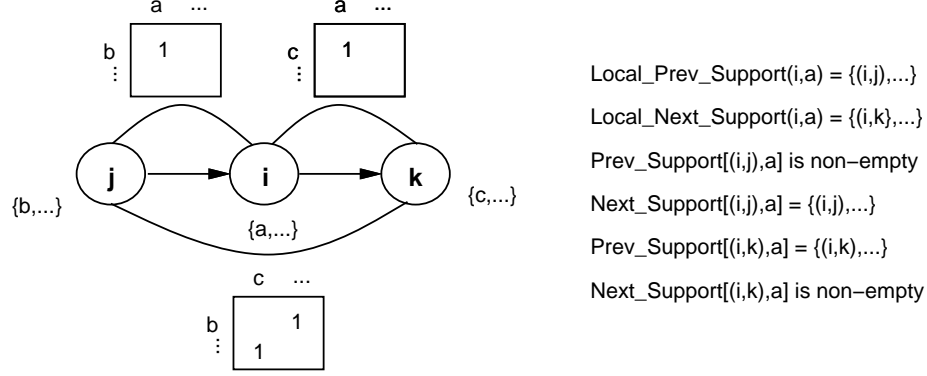 a ...
a ...
b 1
...
c 1
...
j i k
{b,...}
{a,...}
{c,...}
c ...
b 1
... 1
Local_Prev_Support(i,a) = {(i,j),...}
Local_Next_Support(i,a) = {(i,k},...}
Prev_Support[(i,j),a] is non−empty
Next_Support[(i,j),a] = {(i,j),...}
Prev_Support[(i,k),a] = {(i,k),...}
Next_Support[(i,k),a] is non−empty